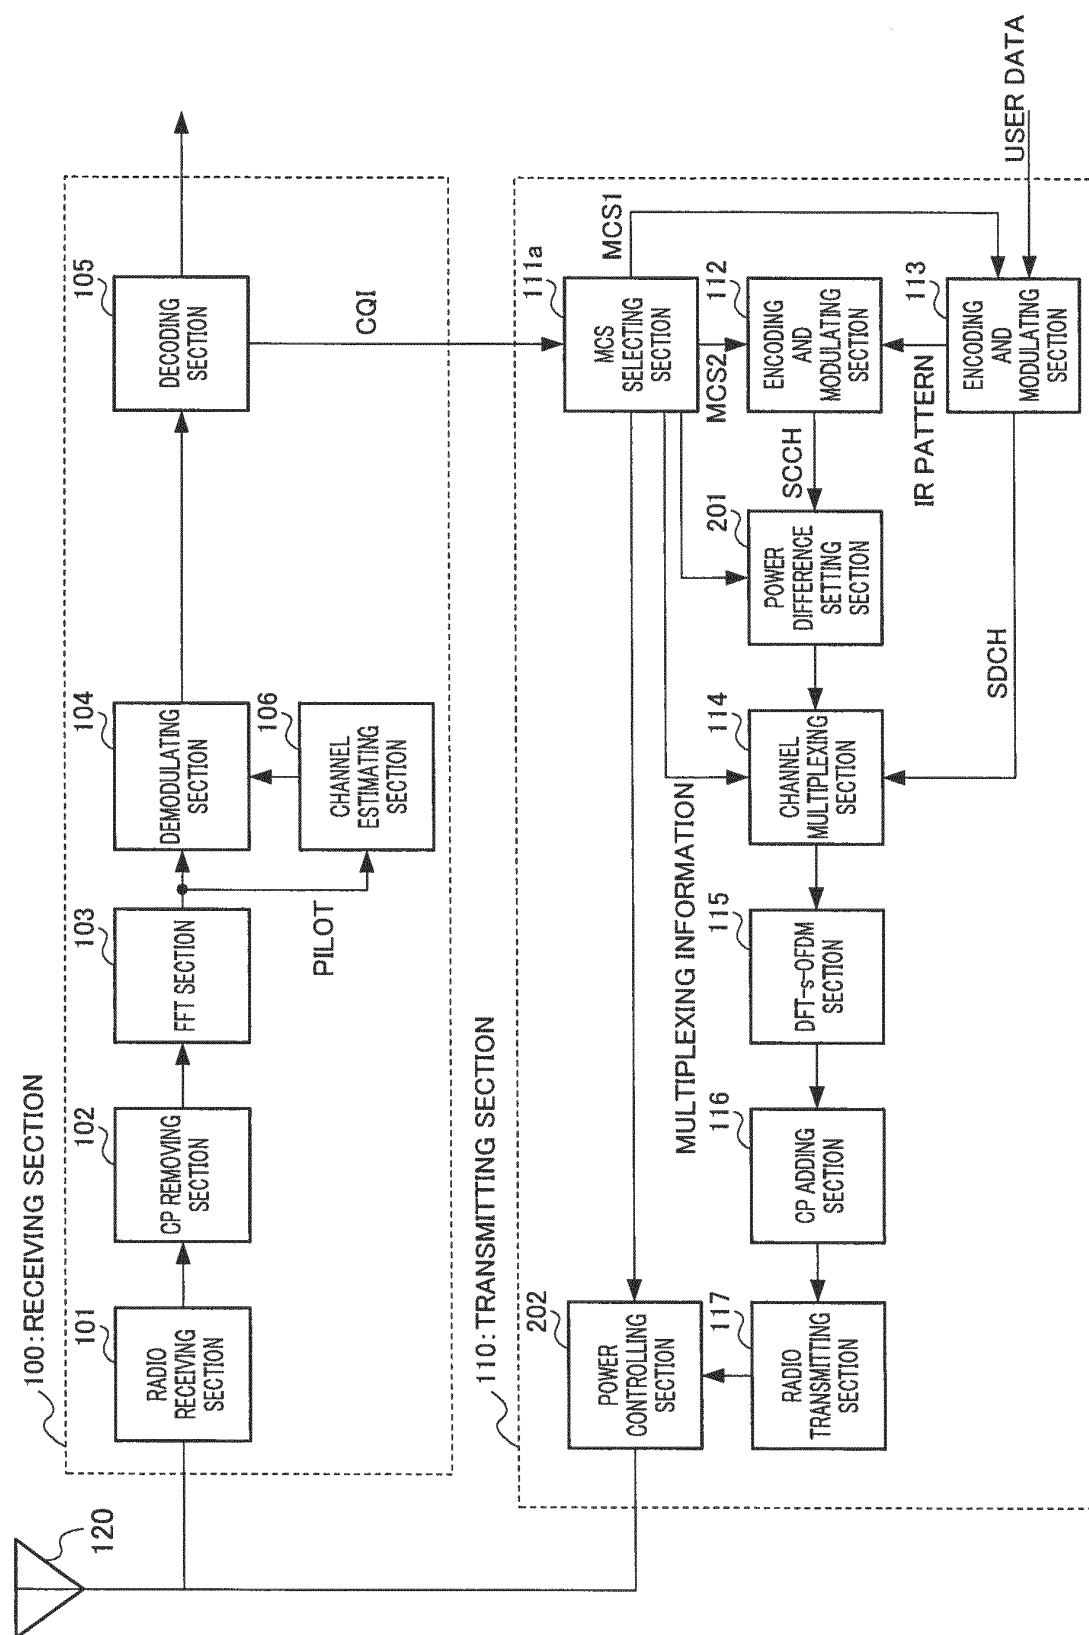 100 : RECEIVING SECTION
101
RADIO
RECEIVING
SECTION
102
CP REMOVING
SECTION
103
FFT SECTION
PILOT
104
DEMODULATING
SECTION
106
CHANNEL
ESTIMATING
SECTION
105
DECODING
SECTION
CQI
120
110 : TRANSMITTING SECTION
111a
MCS
SELECTING
SECTION
MCS1
MCS2
112
ENCODING
AND
MODULATING
SECTION
IR PATTERN
113
ENCODING
AND
MODULATING
SECTION
USER DATA
SCCH
SDCH
201
POWER
DIFFERENCE
SETTING
SECTION
114
CHANNEL
MULTIPLEXING
SECTION
MULTIPLEXING INFORMATION
115
DFT-s-OFDM
SECTION
116
CP ADDING
SECTION
117
RADIO
TRANSMITTING
SECTION
202
POWER
CONTROLLING
SECTION